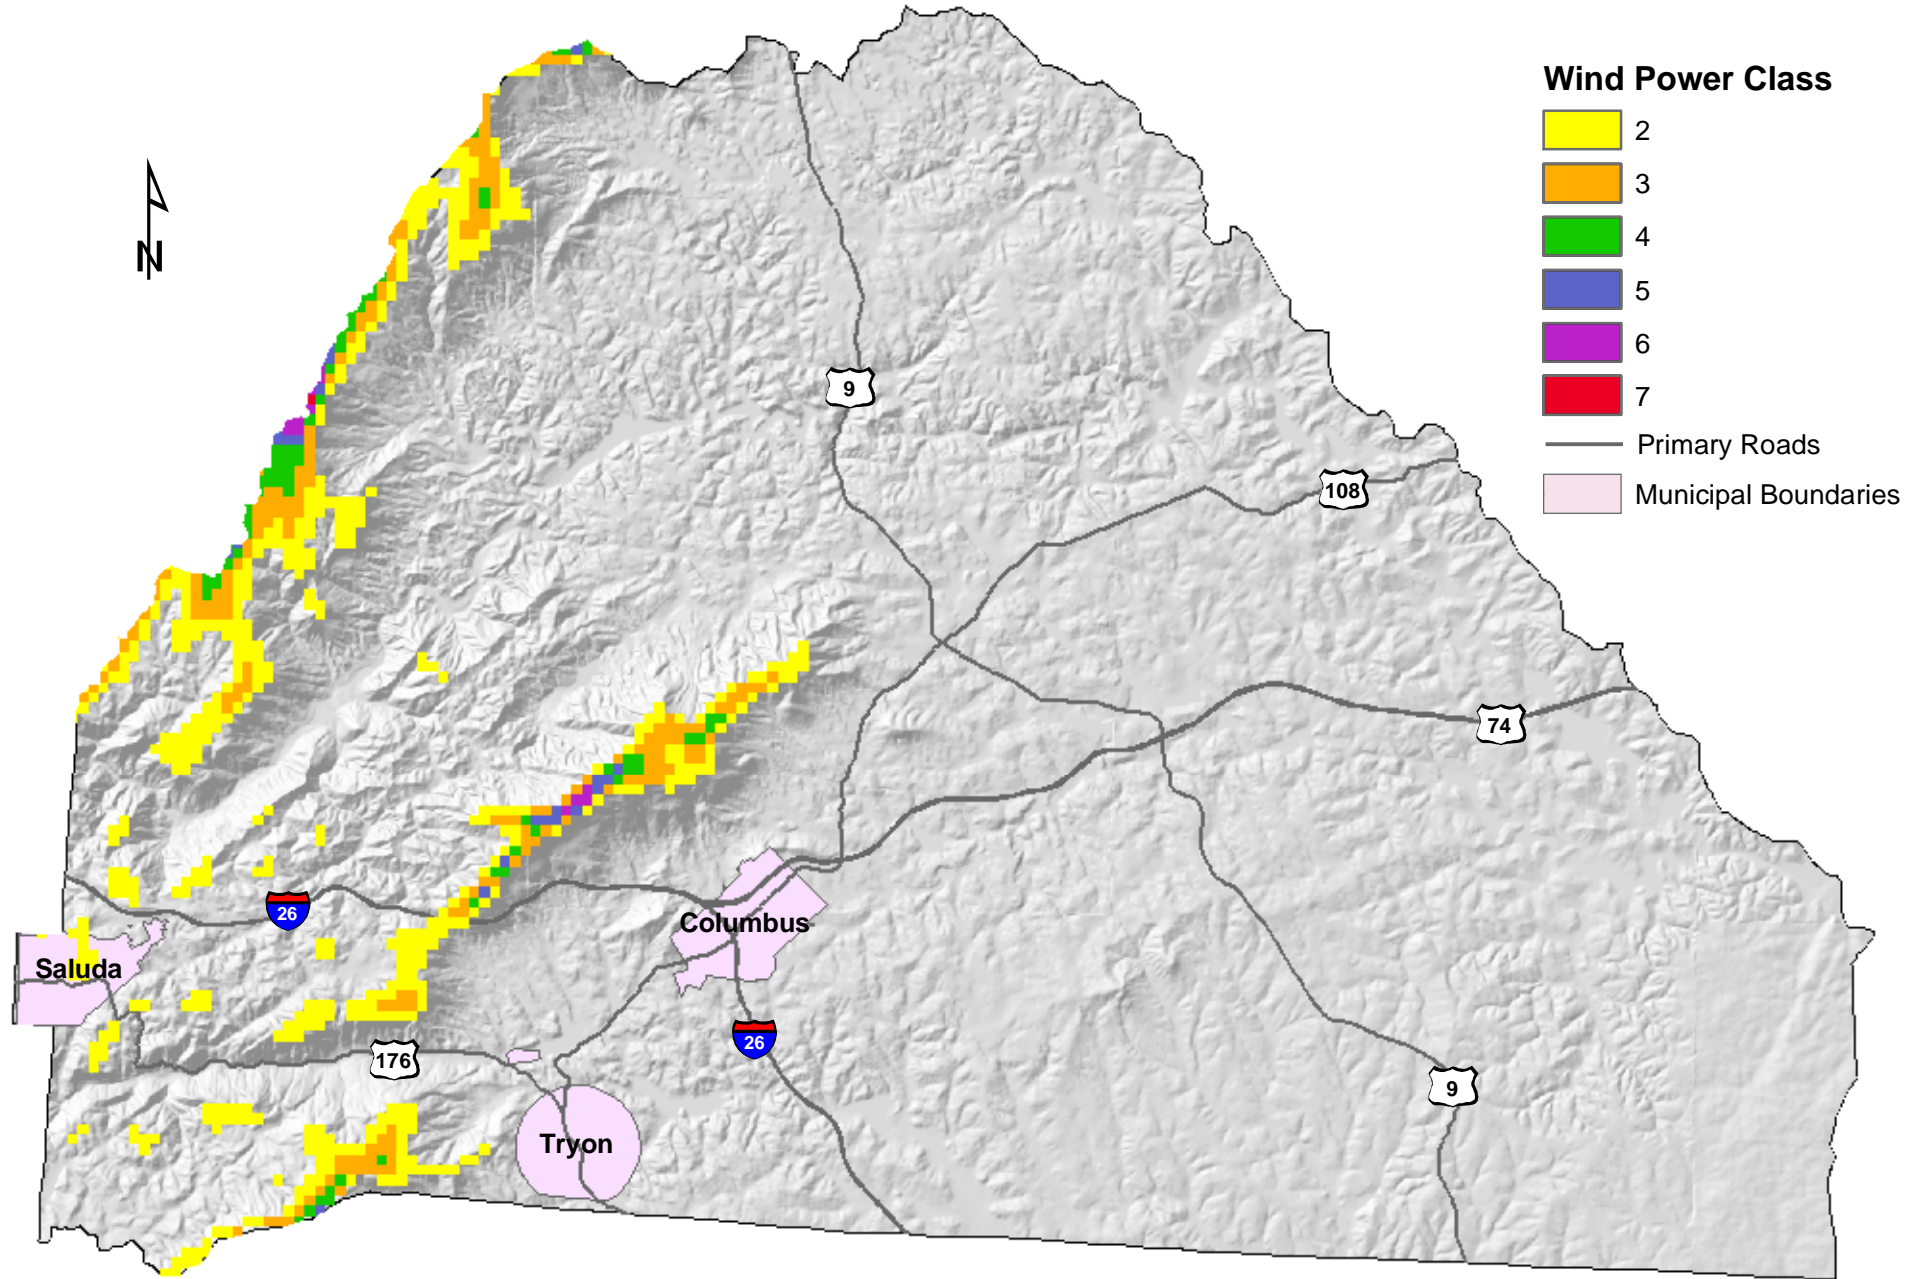 Wind Power Class
2
3
4
5
6
7
Primary Roads
Municipal Boundaries
N
9
108
74
26
Columbus
Saluda
26
176
9
Tryon